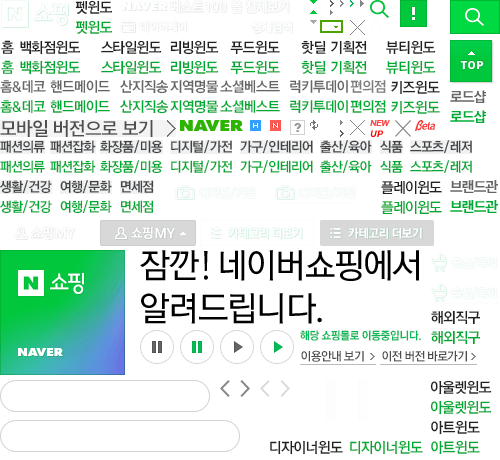 쇼핑 펫윈도
펫윈도
TOP
홈 백화점윈도 스타일윈도 리빙윈도 푸드윈도 핫딜 기획전 뷰티윈도
홈 백화점윈도 스타일윈도 리빙윈도 푸드윈도 핫딜 기획전 뷰티윈도
홈&데코 핸드메이드 산지직송 지역명물 소셜베스트 럭키투데이 편의점 키즈윈도 로드샵
홈&데코 핸드메이드 산지직송 지역명물 소셜베스트 럭키투데이 편의점 키즈윈도 로드샵
모바일 버전으로 보기 NAVER H N ? NEW UP βeta
패션의류 패션잡화 화장품/미용 디지털/가전 가구/인테리어 출산/육아 식품 스포츠/레저
패션의류 패션잡화 화장품/미용 디지털/가전 가구/인테리어 출산/육아 식품 스포츠/레저
생활/건강 여행/문화 면세점 플레이윈도 브랜드관
생활/건강 여행/문화 면세점 플레이윈도 브랜드관
쇼핑MY 쇼핑MY 카테고리 더보기 카테고리 더보기
N 쇼핑
NAVER
잠깐! 네이버쇼핑에서
알려드립니다.
해당 쇼핑몰로 이동중입니다.
이용안내 보기 이전 버전 바로가기
해외직구
해외직구
아울렛윈도
아울렛윈도
아트윈도
디자이너윈도 디자이너윈도 아트윈도